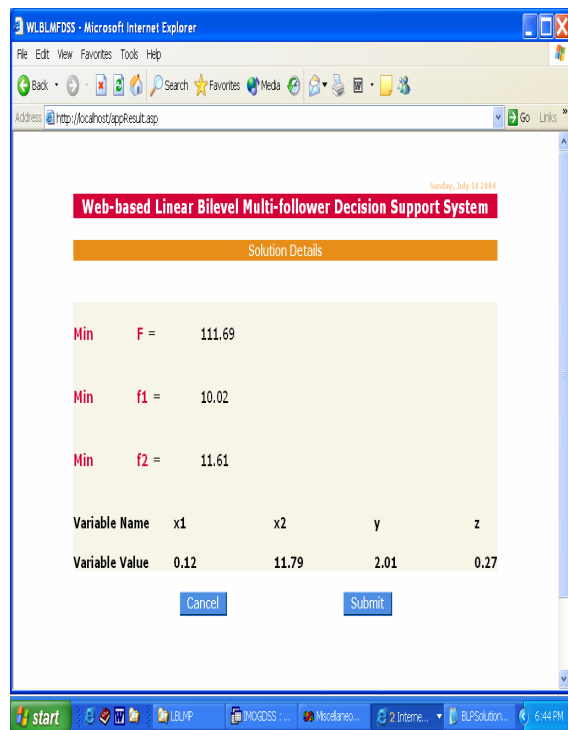 WLBLMFDSS - Microsoft Internet Explorer
File Edit View Favorites Tools Help
Back Search Favorites Media
Address http://localhost/appResult.asp Go Links »
Sunday, July 18 2004
Web-based Linear Bilevel Multi-follower Decision Support System
Solution Details
Min F = 111.69
Min f1 = 10.02
Min f2 = 11.61
Variable Name x1 x2 y z
Variable Value 0.12 11.79 2.01 0.27
Cancel Submit
start LBLMP IMOGDSS : ... Miscellaneo... 2 Interne... BLPSolution... 6:44 PM